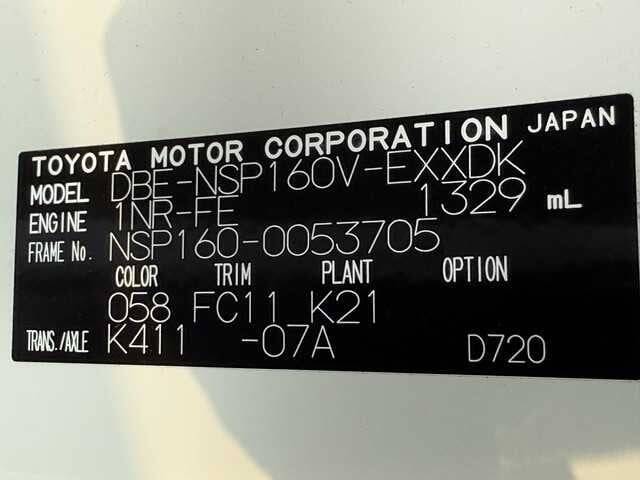 TOYOTA MOTOR CORPORATION JAPAN
MODEL DBE-NSP160V-EXXDK
ENGINE 1NR-FE 1329 mL
FRAME No. NSP160-0053705
COLOR TRIM PLANT OPTION
058 FC11 K21
TRANS./AXLE K411 -07A D720